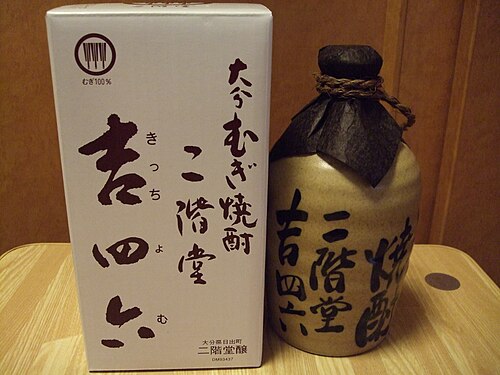 むぎ100%
大分むぎ焼酎
二階堂
吉四六
きっちょむ
大分県日出町
二階堂醸
DM93437
焼酎
二階堂
吉四六